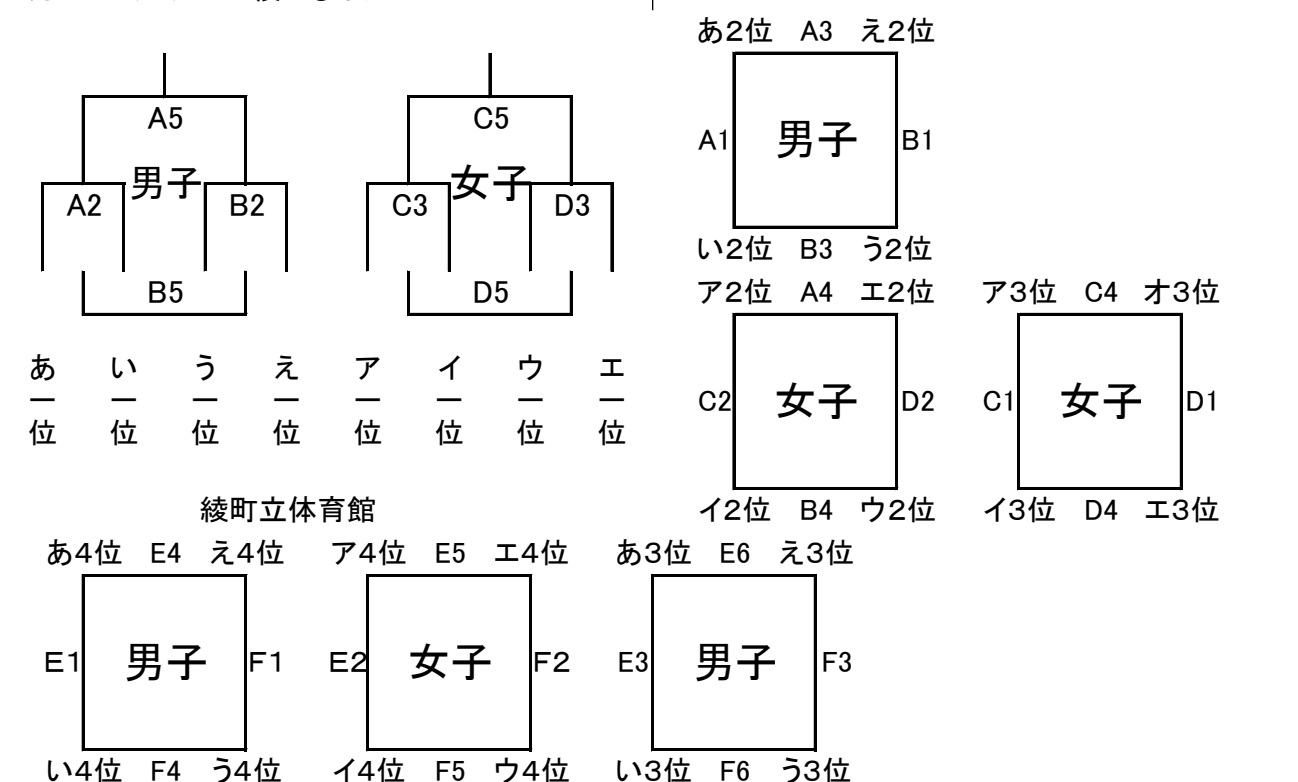 A5
男子
A2 B2
B5
C5
女子
C3 D3
D5
あ一位 い一位 う一位 え一位 ア一位 イ一位 ウ一位 エ一位
あ2位 A3 え2位
A1 男子 B1
い2位 B3 う2位
ア2位 A4 エ2位
C2 女子 D2
イ2位 B4 ウ2位
ア3位 C4 オ3位
C1 女子 D1
イ3位 D4 エ3位
綾町立体育館
あ4位 E4 え4位
E1 男子 F1
い4位 F4 う4位
ア4位 E5 エ4位
E2 女子 F2
イ4位 F5 ウ4位
あ3位 E6 え3位
E3 男子 F3
い3位 F6 う3位